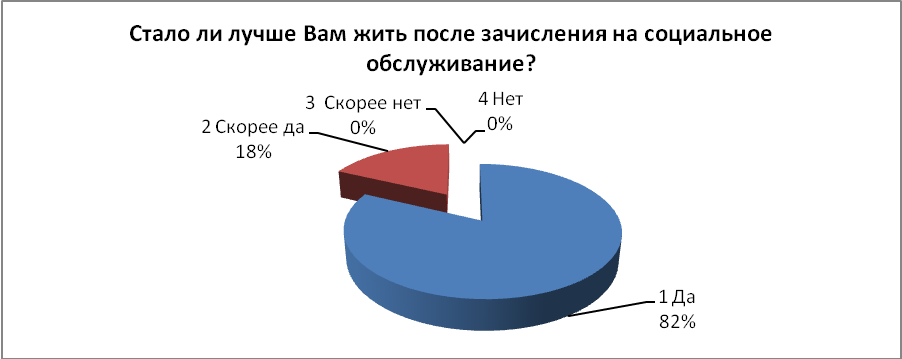 Стало ли лучше Вам жить после зачисления на социальное
обслуживание?
3 Скорее нет
0%
4 Нет
0%
2 Скорее да
18%
1 Да
82%